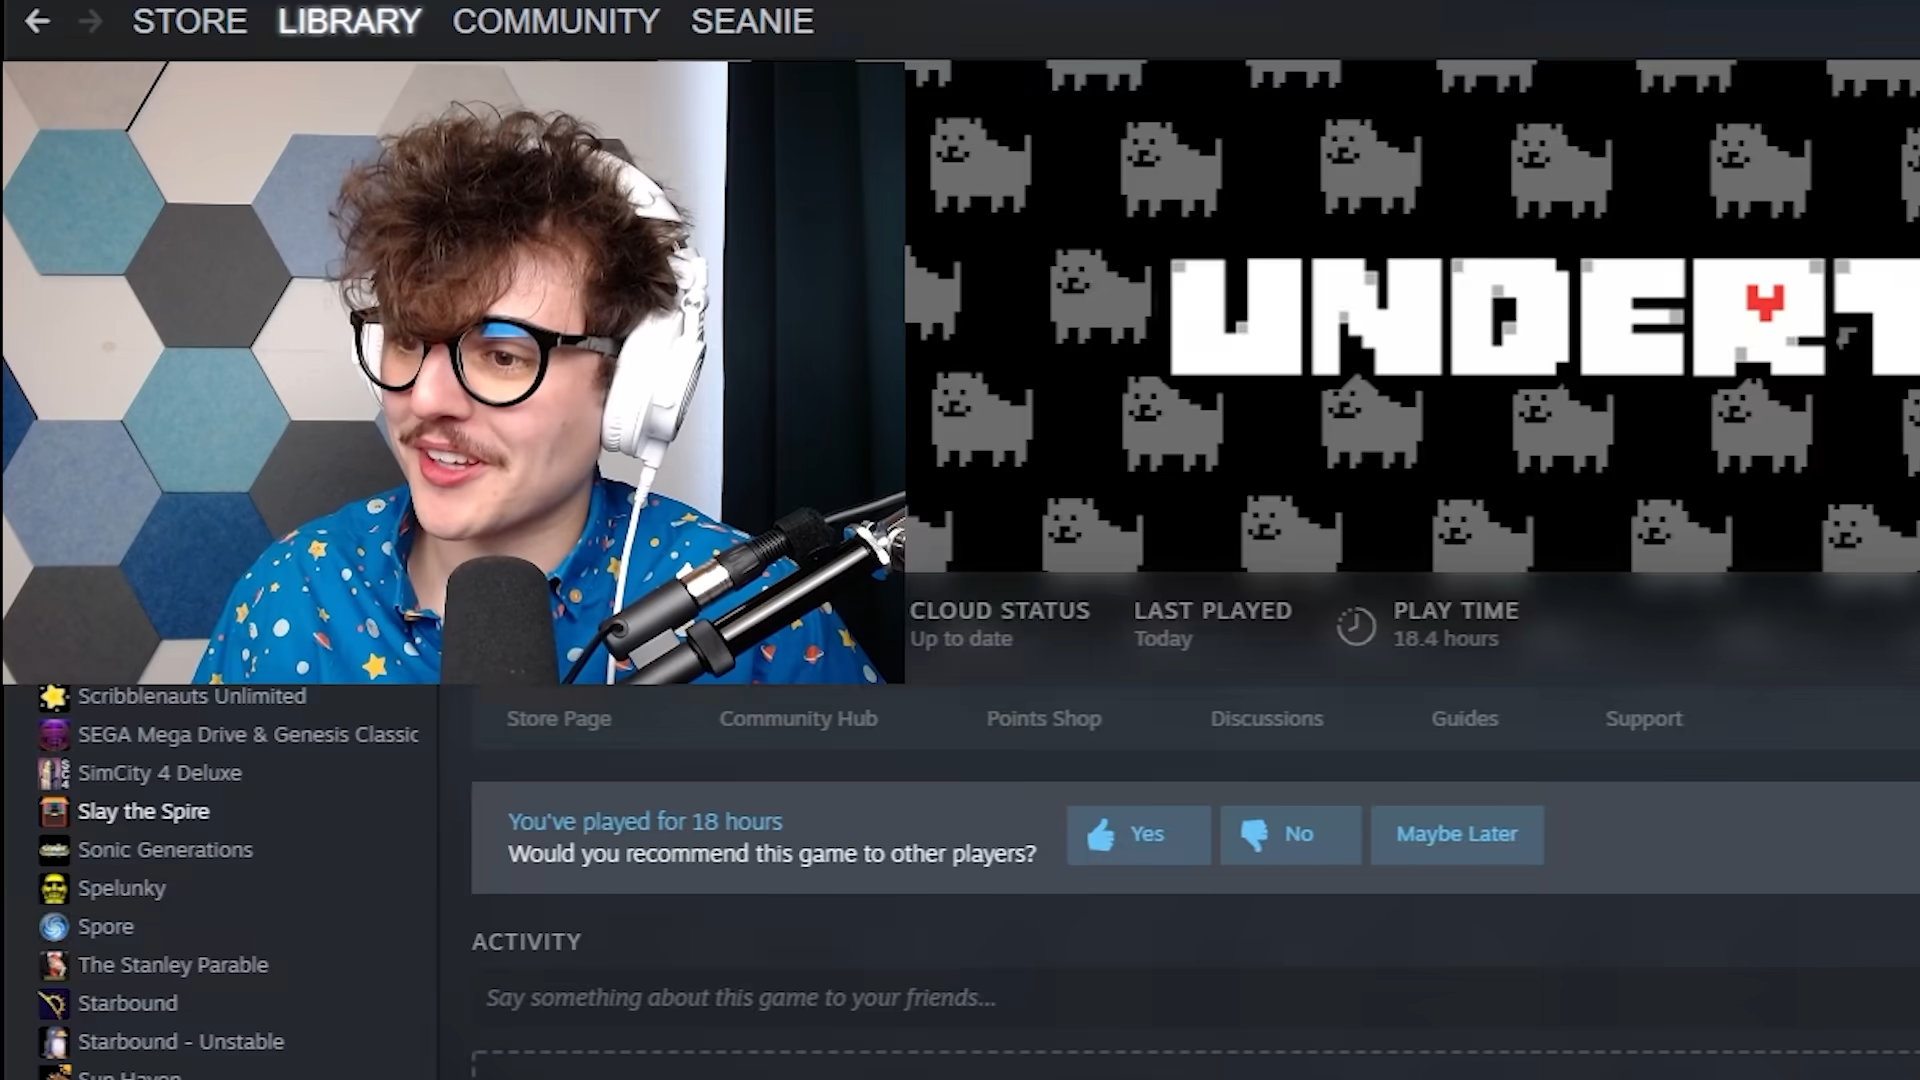 STORE LIBRARY COMMUNITY SEANIE
UNDERT
CLOUD STATUS LAST PLAYED PLAY TIME
Up to date Today 18.4 hours
Scribblenauts Unlimited
SEGA Mega Drive & Genesis Classic
SimCity 4 Deluxe
Slay the Spire
Sonic Generations
Spelunky
Spore
The Stanley Parable
Starbound
Starbound - Unstable
Sun Haven
Store Page Community Hub Points Shop Discussions Guides Support
You've played for 18 hours
Would you recommend this game to other players?
Yes No Maybe Later
ACTIVITY
Say something about this game to your friends...